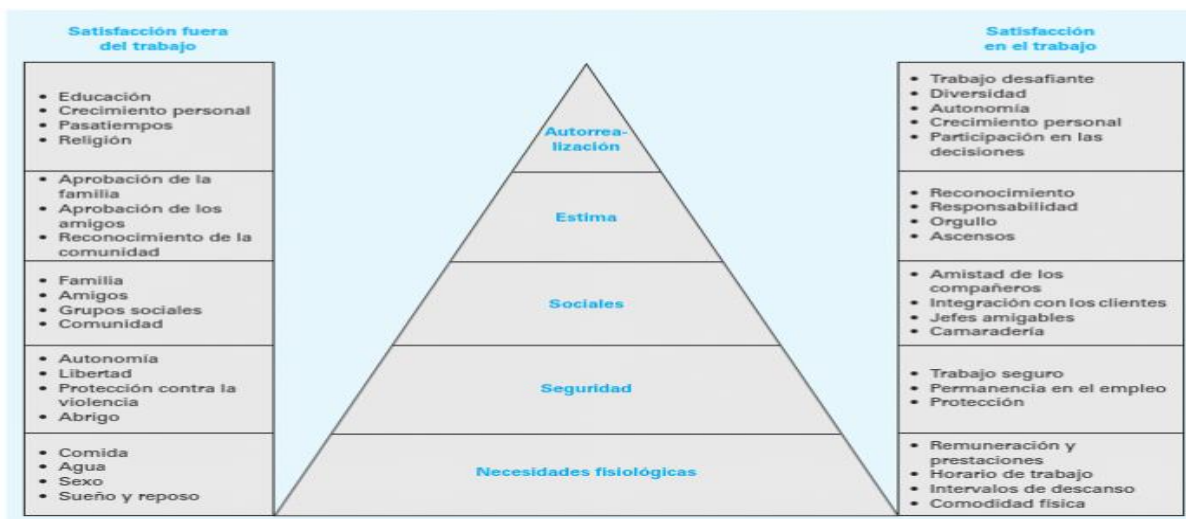 Satisfacción fuera
del trabajo
Satisfacción
en el trabajo
• Educación
• Crecimiento personal
• Pasatiempos
• Religión
Autorrea-
lización
• Trabajo desafiante
• Diversidad
• Autonomía
• Crecimiento personal
• Participación en las
decisiones
• Aprobación de la
familia
• Aprobación de los
amigos
• Reconocimiento de la
comunidad
Estima
• Reconocimiento
• Responsabilidad
• Orgullo
• Ascensos
• Familia
• Amigos
• Grupos sociales
• Comunidad
Sociales
• Amistad de los
compañeros
• Integración con los clientes
• Jefes amigables
• Camaradería
• Autonomía
• Libertad
• Protección contra la
violencia
• Abrigo
Seguridad
• Trabajo seguro
• Permanencia en el empleo
• Protección
• Comida
• Agua
• Sexo
• Sueño y reposo
Necesidades fisiológicas
• Remuneración y
prestaciones
• Horario de trabajo
• Intervalos de descanso
• Comodidad física